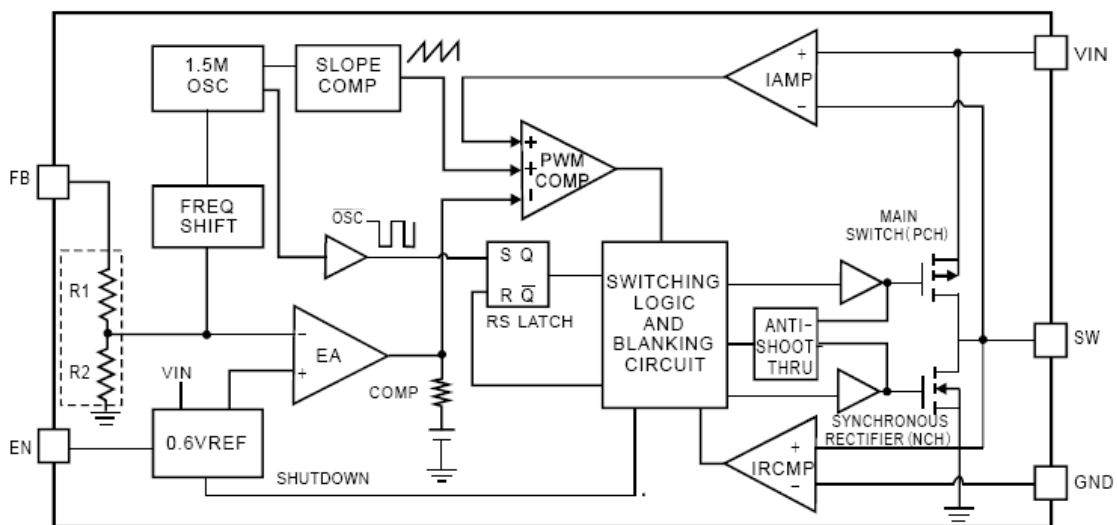 1.5M
OSC
SLOPE
COMP
IAMP
+
−
VIN
FB
FREQ
SHIFT
+
+
−
PWM
COMP
OSC
MAIN
SWITCH(PCH)
R1
R2
S Q
R Q
RS LATCH
SWITCHING
LOGIC
AND
BLANKING
CIRCUIT
ANTI-
SHOOT-
THRU
SW
−
+
EA
VIN
COMP
EN
0.6VREF
SHUTDOWN
SYNCHRONOUS
RECTIFIER (NCH)
IRCMP
+
−
GND